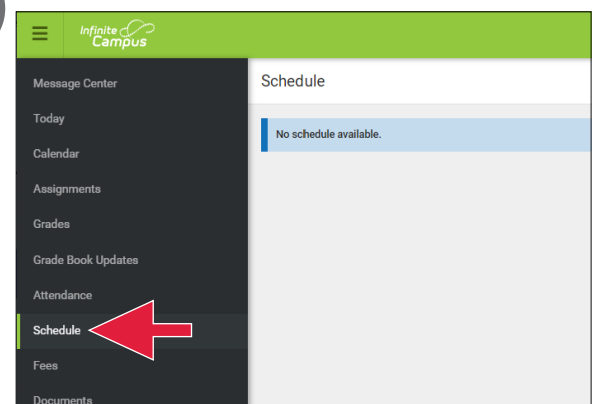 Infinite
Campus
Message Center
Today
Calendar
Assignments
Grades
Grade Book Updates
Attendance
Schedule
Fees
Documents
Schedule
No schedule available.